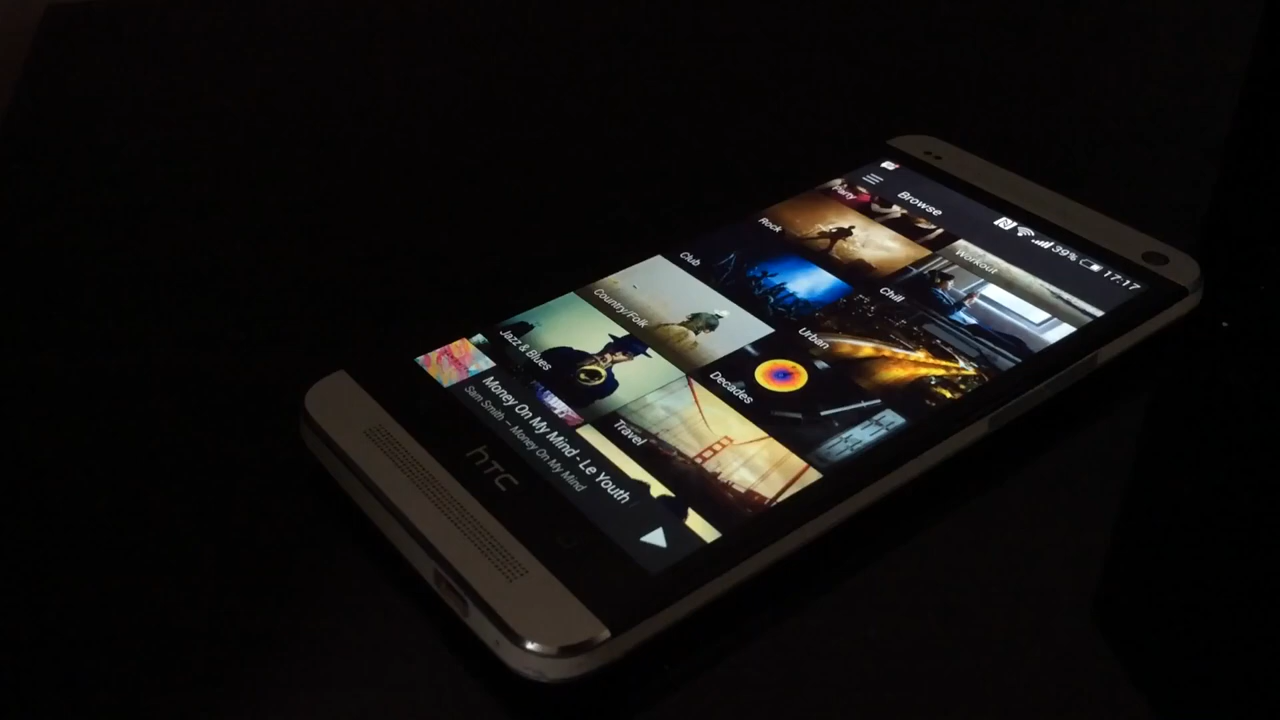 39% 17:17
Browse
Party
Workout
Rock
Chill
Club
Urban
Country/Folk
Decades
Jazz & Blues
Travel
Money On My Mind - Le Youth
Sam Smith – Money On My Mind
hTC